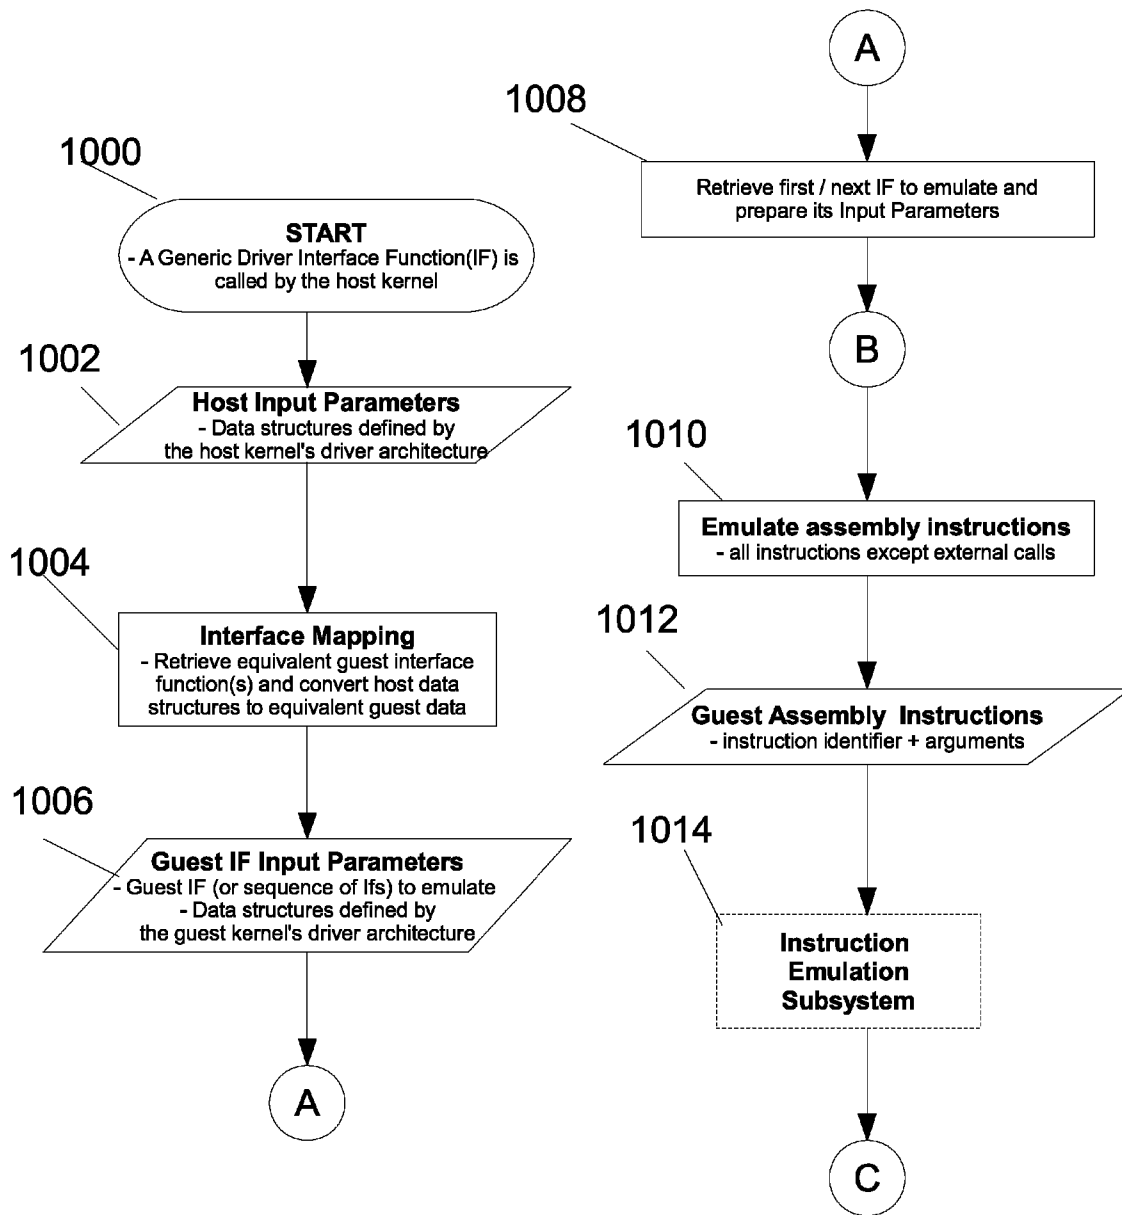 1000
START
- A Generic Driver Interface Function(IF) is
called by the host kernel
1002
Host Input Parameters
- Data structures defined by
the host kernel's driver architecture
1004
Interface Mapping
- Retrieve equivalent guest interface
function(s) and convert host data
structures to equivalent guest data
1006
Guest IF Input Parameters
- Guest IF (or sequence of Ifs) to emulate
- Data structures defined by
the guest kernel's driver architecture
A
A
1008
Retrieve first / next IF to emulate and
prepare its Input Parameters
B
1010
Emulate assembly instructions
- all instructions except external calls
1012
Guest Assembly Instructions
- instruction identifier + arguments
1014
Instruction
Emulation
Subsystem
C